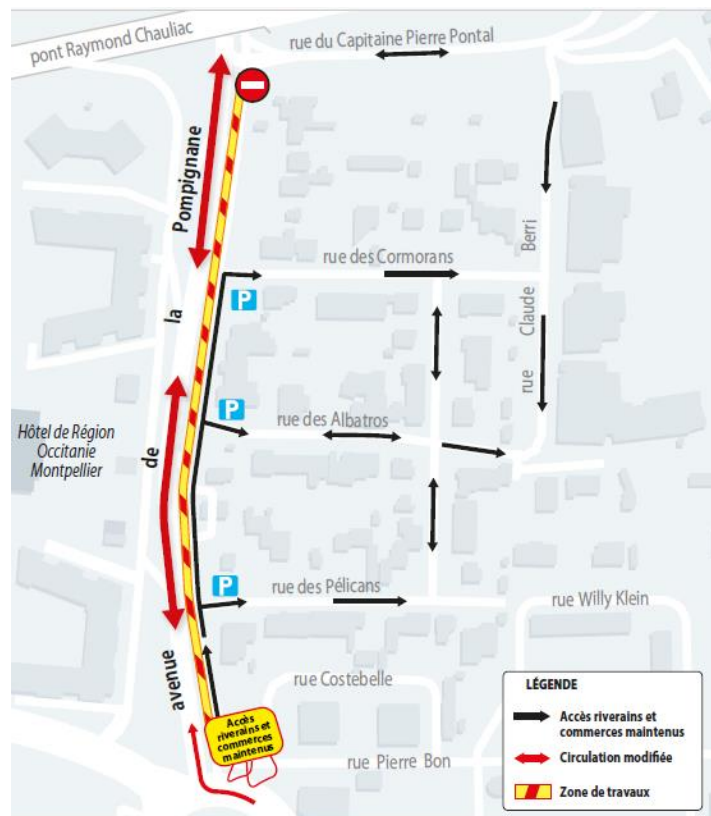 pont Raymond Chauliac
rue du Capitaine Pierre Pontal
Pompignane
la
de
avenue
rue des Cormorans
P
Berri
Claude
rue
P
rue des Albatros
Hôtel de Région
Occitanie
Montpellier
P
rue des Pélicans
rue Willy Klein
rue Costebelle
Accès
riverains et
commerces
maintenus
rue Pierre Bon
LÉGENDE
Accès riverains et
commerces maintenus
Circulation modifiée
Zone de travaux